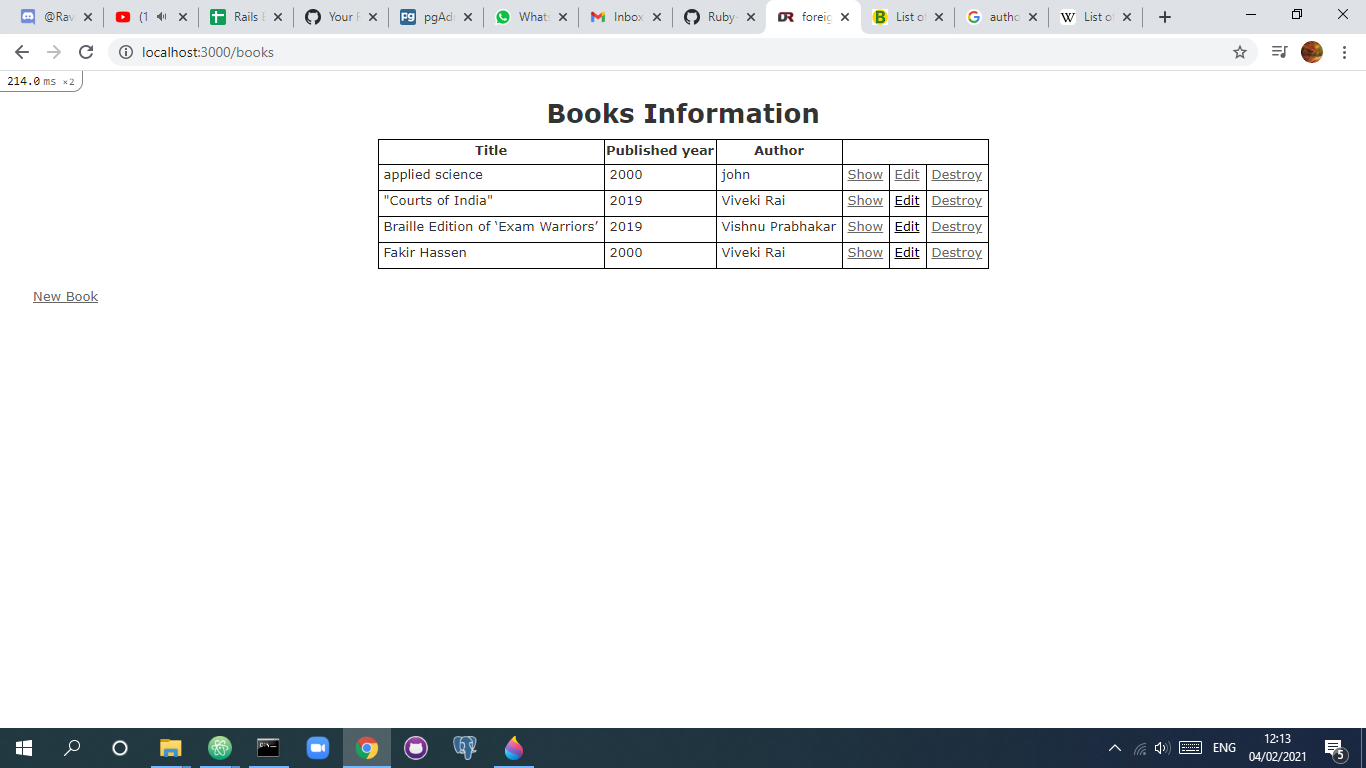 @Rav (1 Rails E Your F pgAd What: Inbox Ruby- foreig List o autho List o
localhost:3000/books
214.0 ms ×2
Books Information
Title Published year Author
applied science 2000 john Show Edit Destroy
"Courts of India" 2019 Viveki Rai Show Edit Destroy
Braille Edition of ‘Exam Warriors’ 2019 Vishnu Prabhakar Show Edit Destroy
Fakir Hassen 2000 Viveki Rai Show Edit Destroy
New Book
ENG 12:13
04/02/2021 5